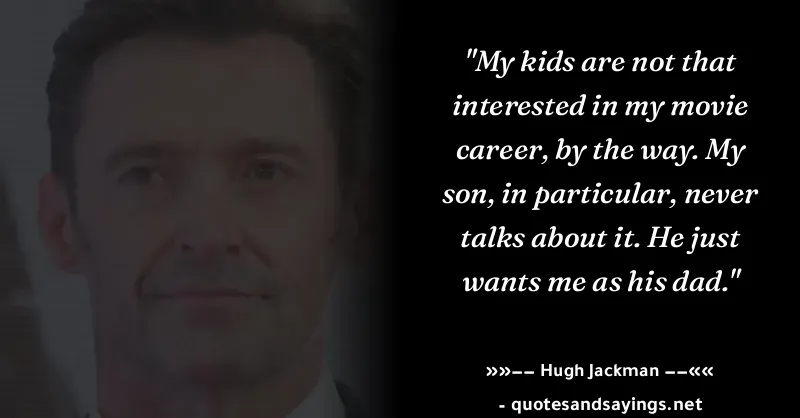 "My kids are not that
interested in my movie
career, by the way. My
son, in particular, never
talks about it. He just
wants me as his dad."
»»–– Hugh Jackman ––««
- quotesandsayings.net